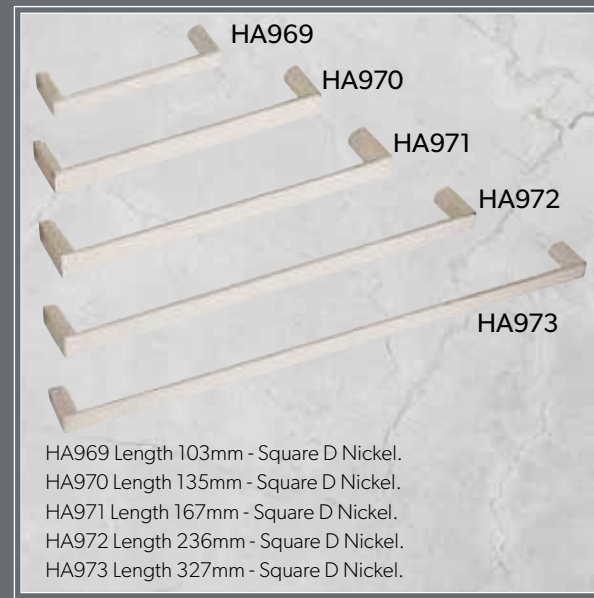 HA969
HA970
HA971
HA972
HA973
HA969 Length 103mm - Square D Nickel.
HA970 Length 135mm - Square D Nickel.
HA971 Length 167mm - Square D Nickel.
HA972 Length 236mm - Square D Nickel.
HA973 Length 327mm - Square D Nickel.